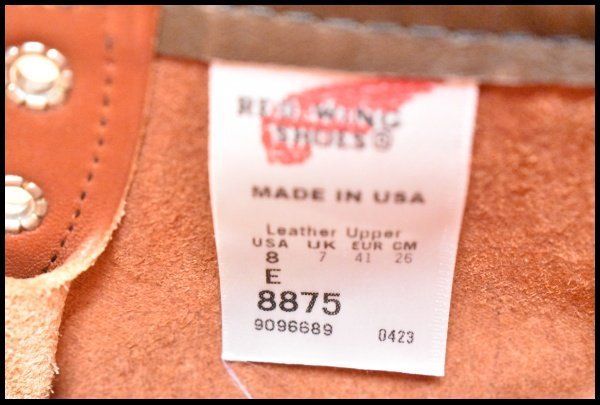 RED WING
SHOES®
MADE IN USA
Leather Upper
USA UK EUR CM
8 7 41 26
E
8875
9096689 0423